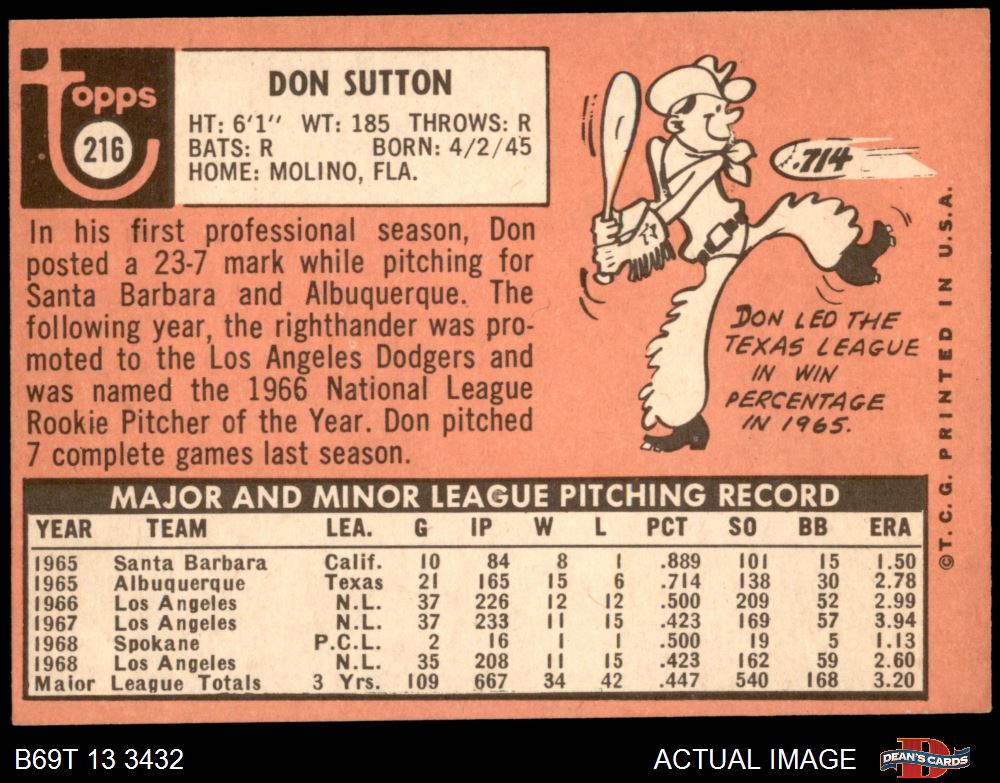 Topps
216
DON SUTTON
HT: 6'1" WT: 185 THROWS: R
BATS: R BORN: 4/2/45
HOME: MOLINO, FLA.
In his first professional season, Don
posted a 23-7 mark while pitching for
Santa Barbara and Albuquerque. The
following year, the righthander was pro-
moted to the Los Angeles Dodgers and
was named the 1966 National League
Rookie Pitcher of the Year. Don pitched
7 complete games last season.
.714
DON LED THE
TEXAS LEAGUE
IN WIN
PERCENTAGE
IN 1965.
©T.C.G. PRINTED IN U.S.A.
MAJOR AND MINOR LEAGUE PITCHING RECORD
YEAR TEAM LEA. G IP W L PCT SO BB ERA
1965 Santa Barbara Calif. 10 84 8 1 .889 101 15 1.50
1965 Albuquerque Texas 21 165 15 6 .714 138 30 2.78
1966 Los Angeles N.L. 37 226 12 12 .500 209 52 2.99
1967 Los Angeles N.L. 37 233 11 15 .423 169 57 3.94
1968 Spokane P.C.L. 2 16 1 1 .500 19 5 1.13
1968 Los Angeles N.L. 35 208 11 15 .423 162 59 2.60
Major League Totals 3 Yrs. 109 667 34 42 .447 540 168 3.20
B69T 13 3432
ACTUAL IMAGE
DEAN'S CARDS